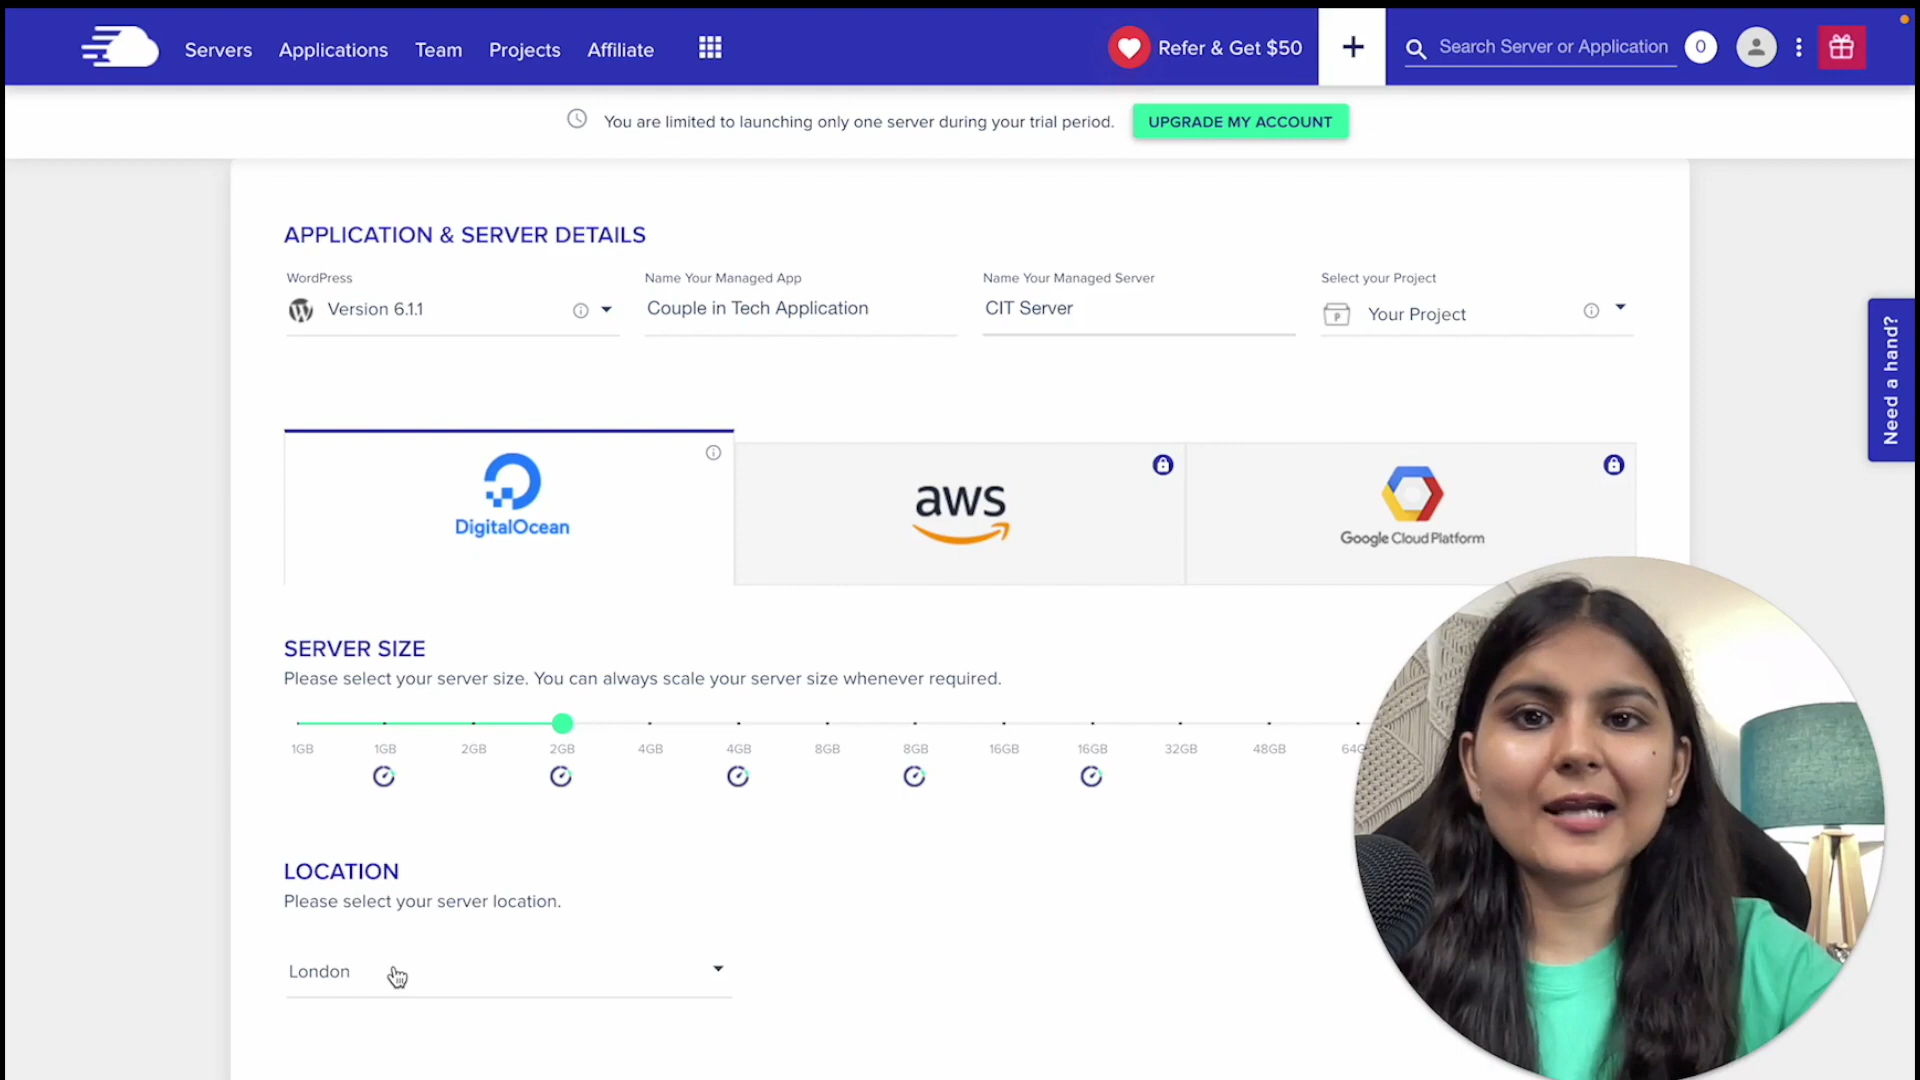 Servers Applications Team Projects Affiliate Refer & Get $50 + Search Server or Application 0
You are limited to launching only one server during your trial period. UPGRADE MY ACCOUNT
APPLICATION & SERVER DETAILS
WordPress Name Your Managed App Name Your Managed Server Select your Project
Version 6.1.1 Couple in Tech Application CIT Server Your Project
Need a hand?
DigitalOcean
aws
Google Cloud Platform
SERVER SIZE
Please select your server size. You can always scale your server size whenever required.
1GB 1GB 2GB 2GB 4GB 4GB 8GB 8GB 16GB 16GB 32GB 48GB
LOCATION
Please select your server location.
London